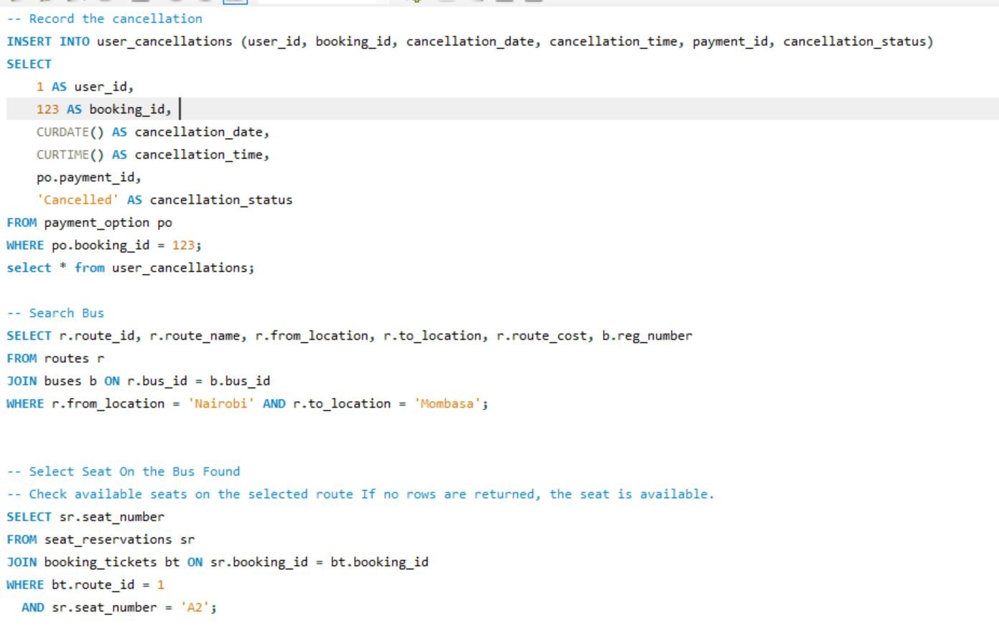 -- Record the cancellation
INSERT INTO user_cancellations (user_id, booking_id, cancellation_date, cancellation_time, payment_id, cancellation_status)
SELECT
    1 AS user_id,
    123 AS booking_id,
    CURDATE() AS cancellation_date,
    CURTIME() AS cancellation_time,
    po.payment_id,
    'Cancelled' AS cancellation_status
FROM payment_option po
WHERE po.booking_id = 123;
select * from user_cancellations;

-- Search Bus
SELECT r.route_id, r.route_name, r.from_location, r.to_location, r.route_cost, b.reg_number
FROM routes r
JOIN buses b ON r.bus_id = b.bus_id
WHERE r.from_location = 'Nairobi' AND r.to_location = 'Mombasa';

-- Select Seat On the Bus Found
-- Check available seats on the selected route If no rows are returned, the seat is available.
SELECT sr.seat_number
FROM seat_reservations sr
JOIN booking_tickets bt ON sr.booking_id = bt.booking_id
WHERE bt.route_id = 1
  AND sr.seat_number = 'A2';